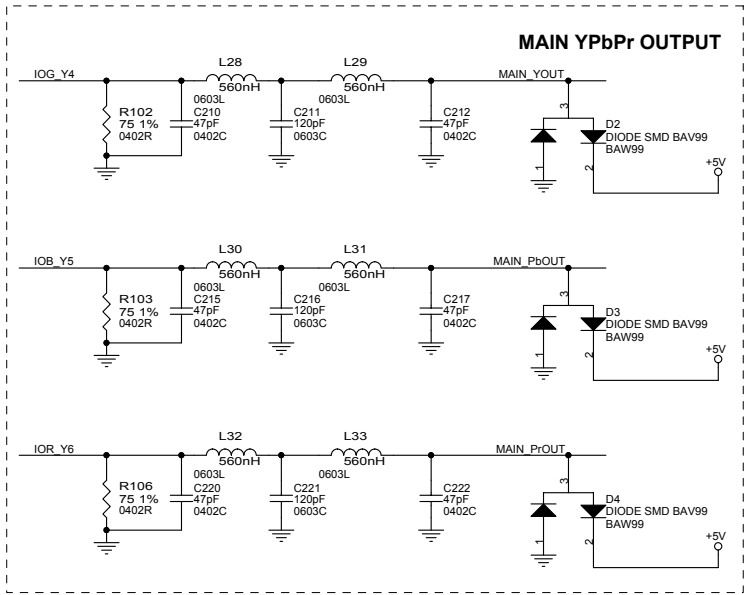 MAIN YPbPr OUTPUT
L28
L29
IOG_Y4
560nH
560nH
MAIN_YOUT
0603L
0603L
3
R102
75 1%
0402R
C210
47pF
0402C
C211
120pF
0603C
C212
47pF
0402C
D2
DIODE SMD BAV99
BAW99
1
2
+5V
L30
L31
IOB_Y5
560nH
560nH
MAIN_PbOUT
0603L
0603L
3
R103
75 1%
0402R
C215
47pF
0402C
C216
120pF
0603C
C217
47pF
0402C
D3
DIODE SMD BAV99
BAW99
1
2
+5V
L32
L33
IOR_Y6
560nH
560nH
MAIN_PrOUT
0603L
0603L
3
R106
75 1%
0402R
C220
47pF
0402C
C221
120pF
0603C
C222
47pF
0402C
D4
DIODE SMD BAV99
BAW99
1
2
+5V